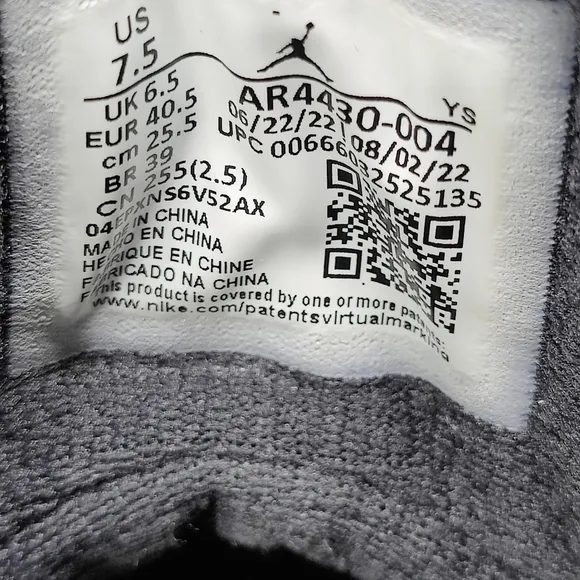 US
7.5
UK 6.5
EUR 40.5
cm 25.5
BR 39
CN 255(2.5)
YS
AR4430-004
06/22/22 08/02/22
UPC 00666032525135
MADE IN CHINA
EN CHINA
EN CHINE
FABRICADO NA CHINA
This product is covered by one or more patents:
www.nike.com/patentsvirtualmarking